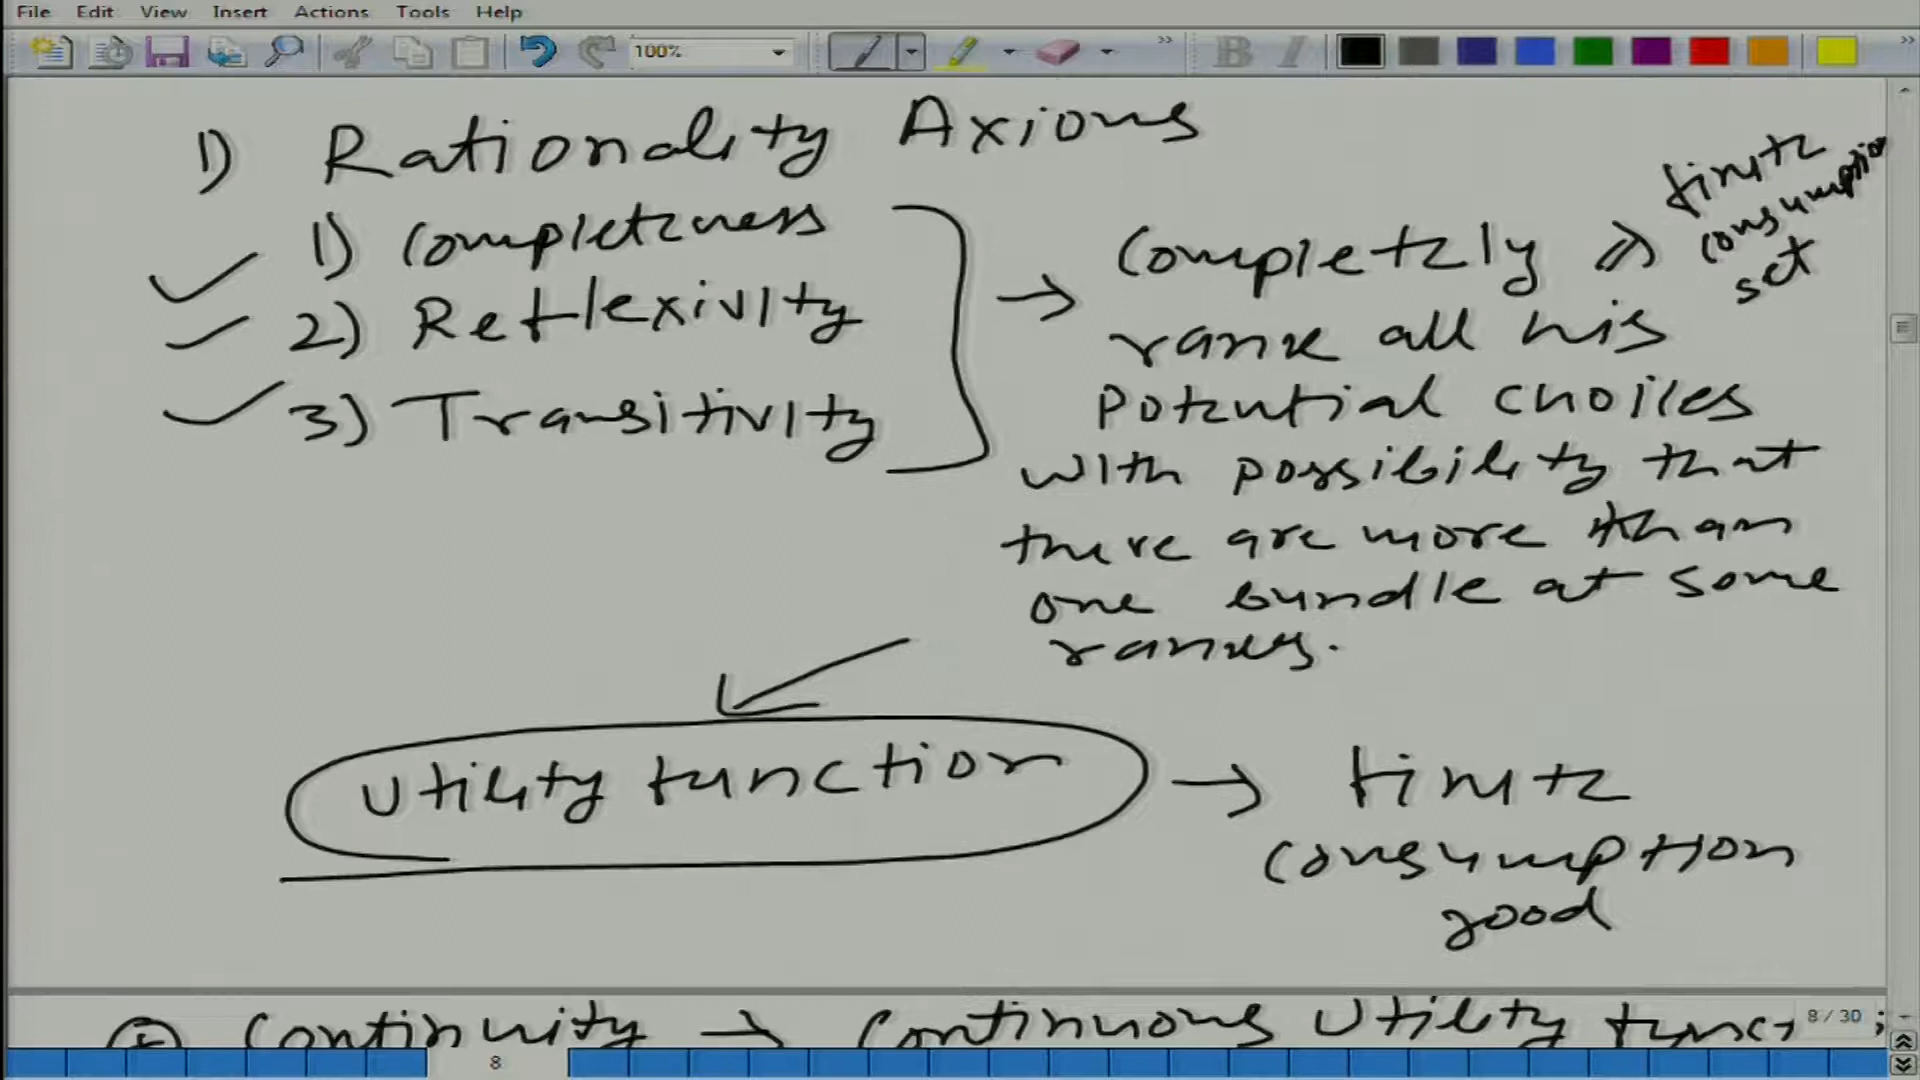 File Edit View Insert Actions Tools Help
100%
1) Rationality Axioms
1) Completeness
2) Reflexivity
3) Transitivity
Completely
rank all his
potential choices
with possibility that
there are more than
one bundle at some
ranks.
finite
consumption
set
Utility function → finite
consumption
good
② Continuity → Continuous Utility func
8 / 30
8